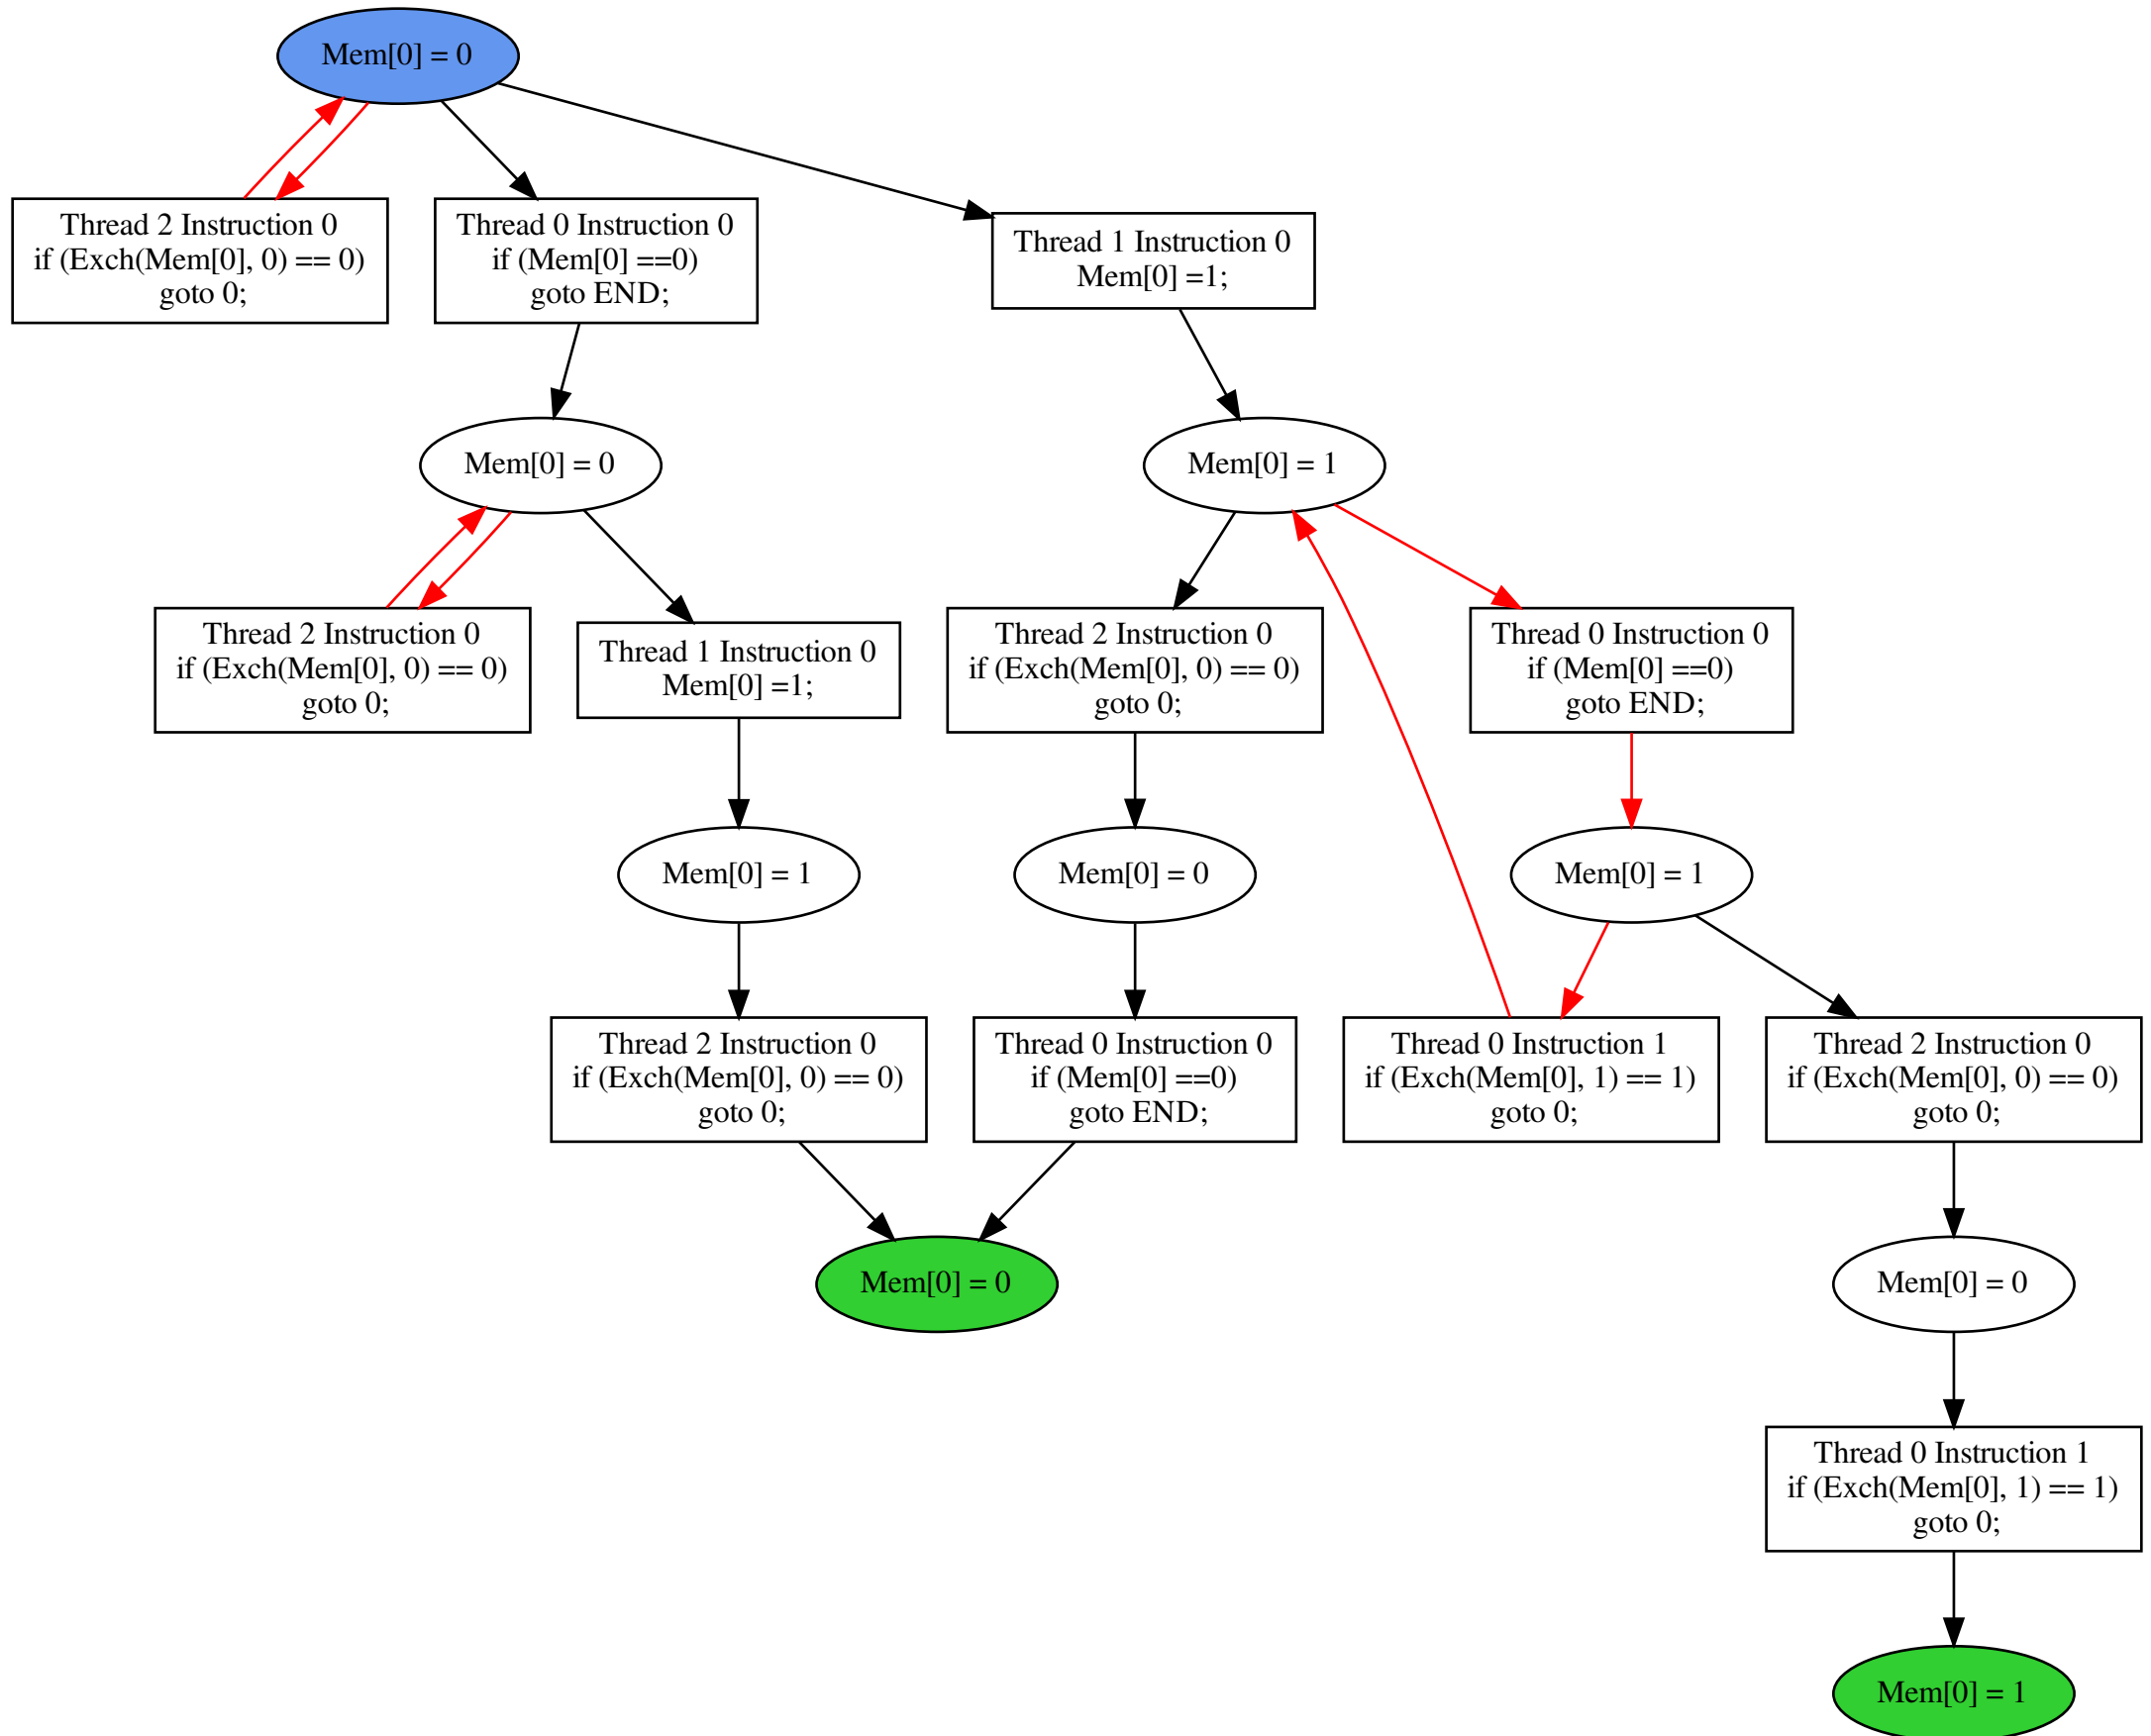 Mem[0] = 0
Thread 2 Instruction 0
if (Exch(Mem[0], 0) == 0)
goto 0;
Thread 0 Instruction 0
if (Mem[0] ==0)
goto END;
Thread 1 Instruction 0
Mem[0] =1;
Mem[0] = 0
Mem[0] = 1
Thread 2 Instruction 0
if (Exch(Mem[0], 0) == 0)
goto 0;
Thread 1 Instruction 0
Mem[0] =1;
Thread 2 Instruction 0
if (Exch(Mem[0], 0) == 0)
goto 0;
Thread 0 Instruction 0
if (Mem[0] ==0)
goto END;
Mem[0] = 1
Mem[0] = 0
Mem[0] = 1
Thread 2 Instruction 0
if (Exch(Mem[0], 0) == 0)
goto 0;
Thread 0 Instruction 0
if (Mem[0] ==0)
goto END;
Thread 0 Instruction 1
if (Exch(Mem[0], 1) == 1)
goto 0;
Thread 2 Instruction 0
if (Exch(Mem[0], 0) == 0)
goto 0;
Mem[0] = 0
Mem[0] = 0
Thread 0 Instruction 1
if (Exch(Mem[0], 1) == 1)
goto 0;
Mem[0] = 1